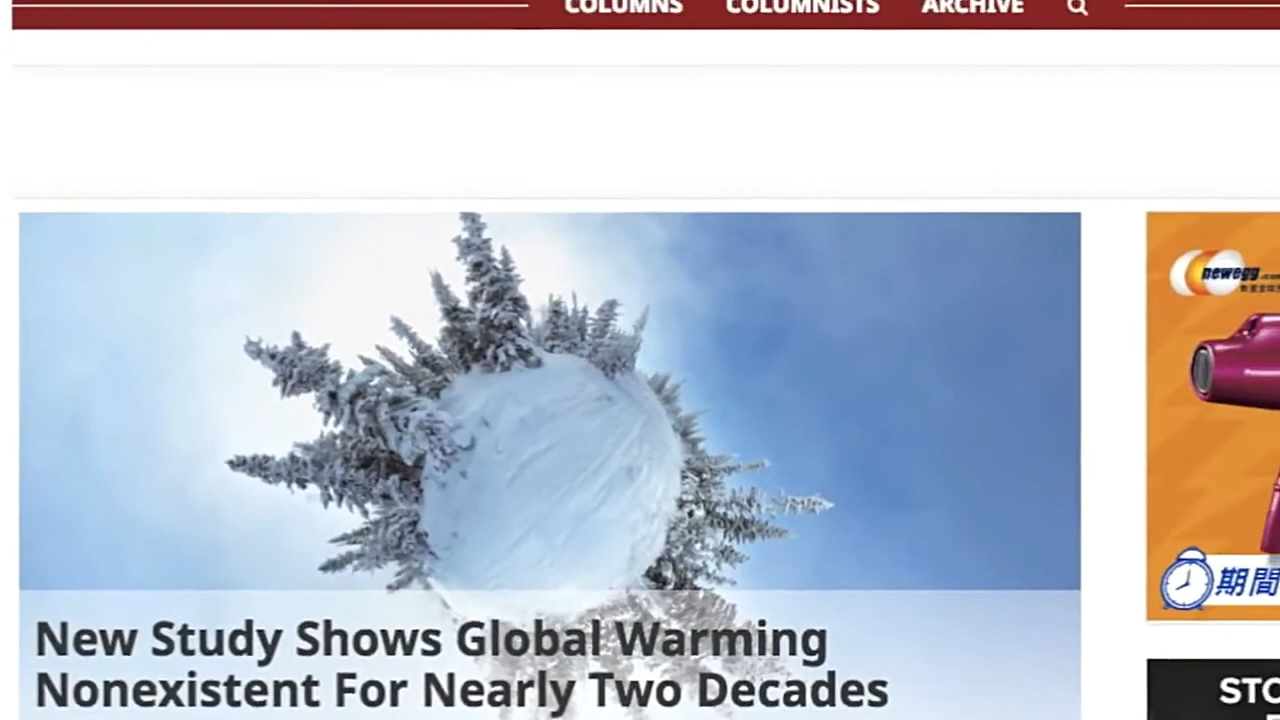 COLUMNS COLUMNISTS ARCHIVE
newegg
New Study Shows Global Warming
Nonexistent For Nearly Two Decades
期間
STO